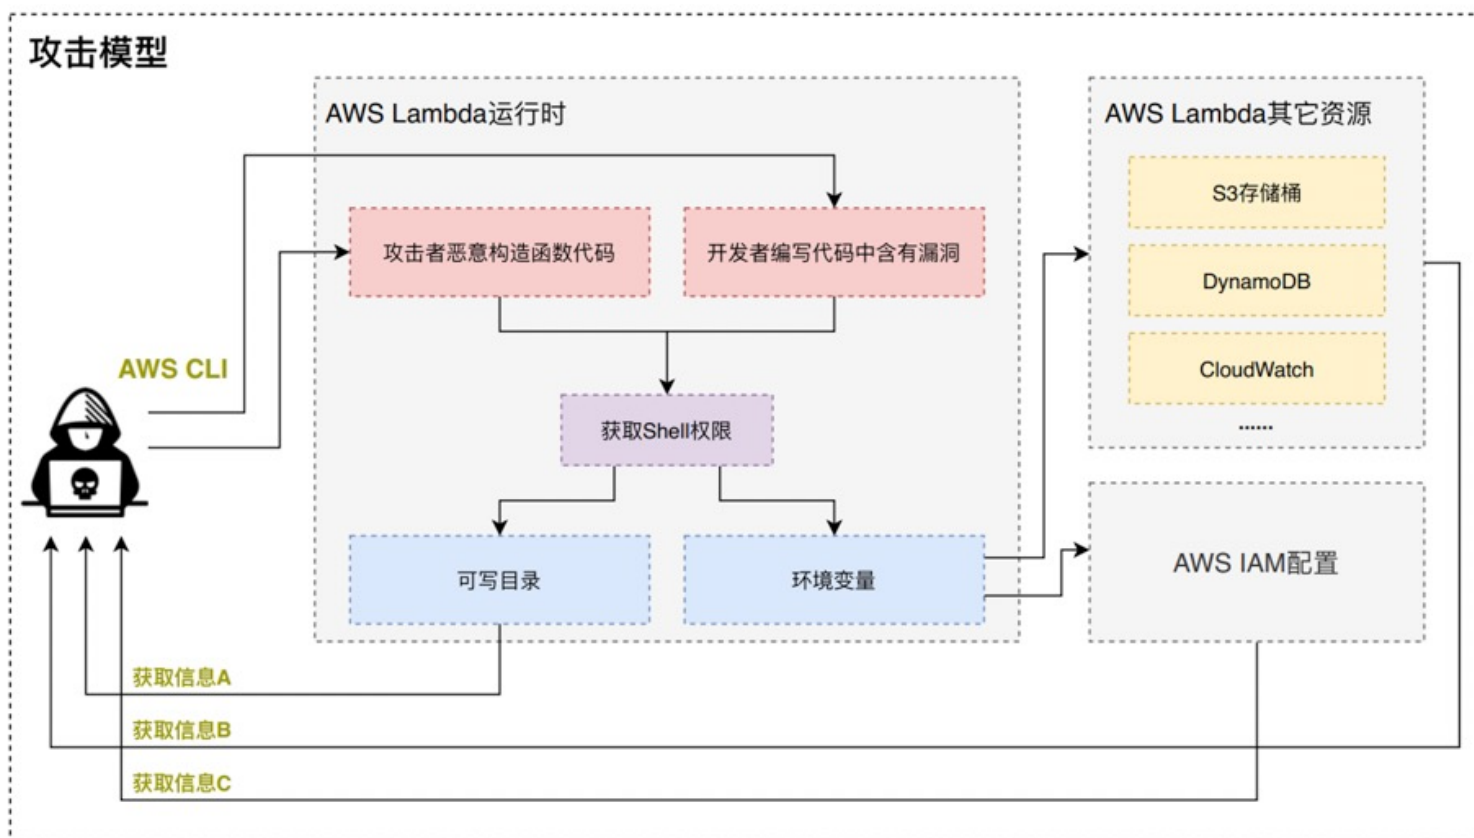 攻击模型
AWS Lambda运行时
AWS Lambda其它资源
S3存储桶
攻击者恶意构造函数代码
开发者编写代码中含有漏洞
DynamoDB
AWS CLI
CloudWatch
......
获取Shell权限
可写目录
环境变量
AWS IAM配置
获取信息A
获取信息B
获取信息C